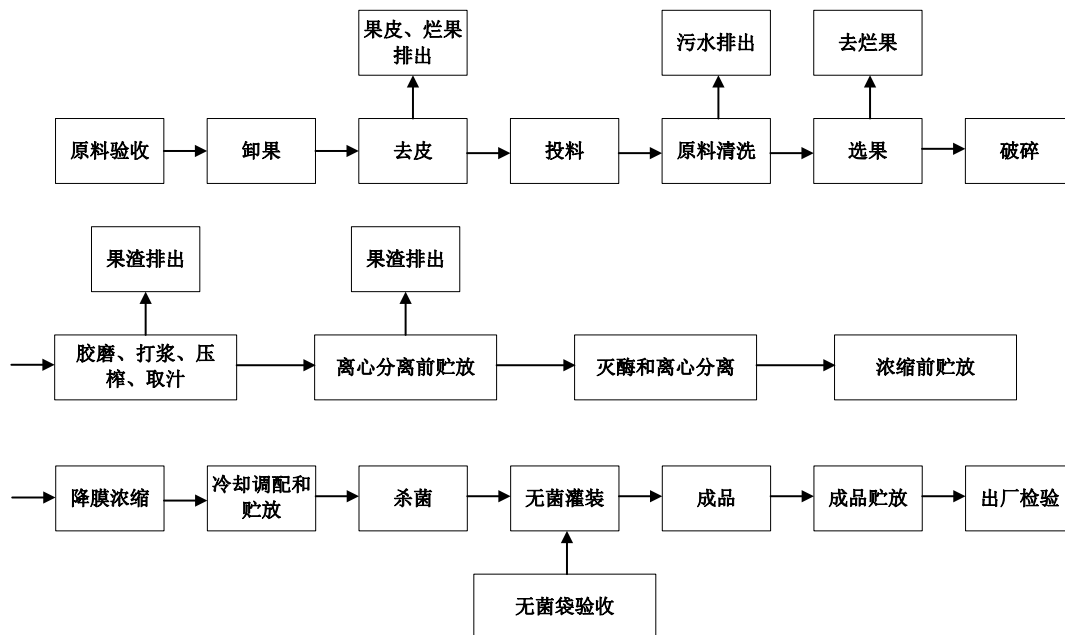 果皮、烂果
排出
污水排出
去烂果
原料验收
卸果
去皮
投料
原料清洗
选果
破碎
果渣排出
果渣排出
胶磨、打浆、压
榨、取汁
离心分离前贮放
灭酶和离心分离
浓缩前贮放
降膜浓缩
冷却调配和
贮放
杀菌
无菌灌装
成品
成品贮放
出厂检验
无菌袋验收